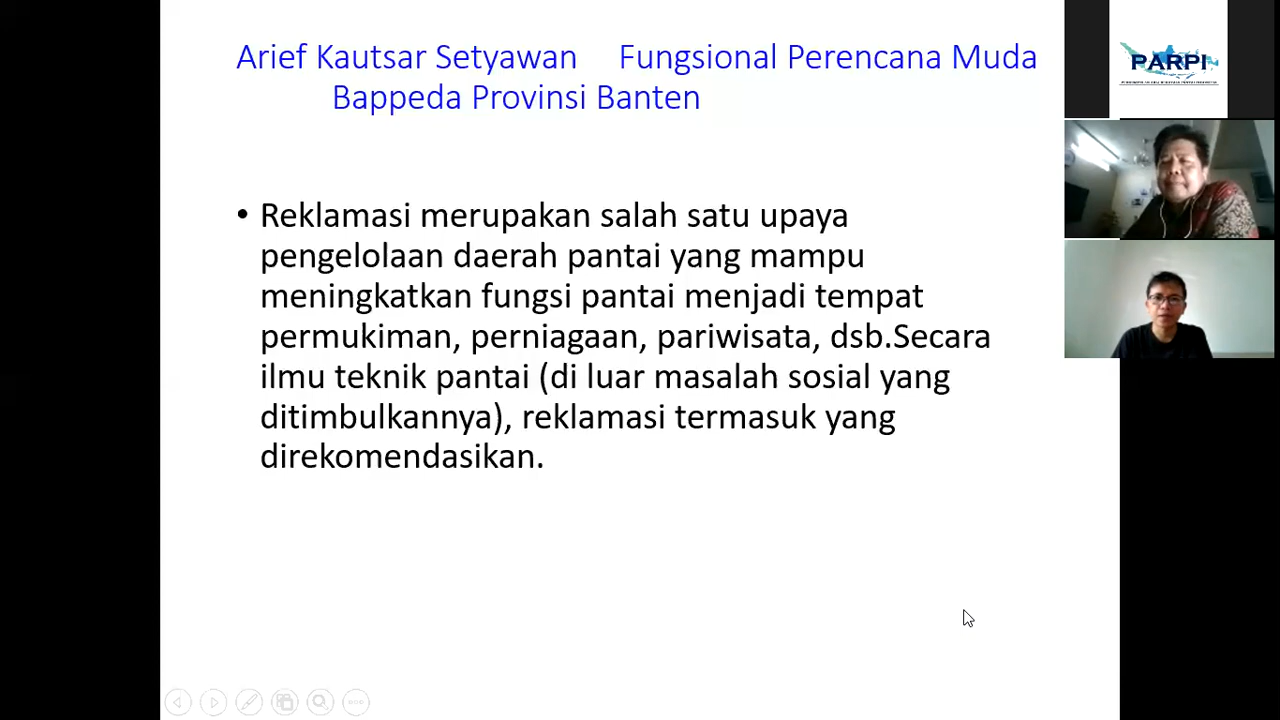 Arief Kautsar Setyawan Fungsional Perencana Muda
Bappeda Provinsi Banten
• Reklamasi merupakan salah satu upaya
pengelolaan daerah pantai yang mampu
meningkatkan fungsi pantai menjadi tempat
permukiman, perniagaan, pariwisata, dsb.Secara
ilmu teknik pantai (di luar masalah sosial yang
ditimbulkannya), reklamasi termasuk yang
direkomendasikan.
PARPI